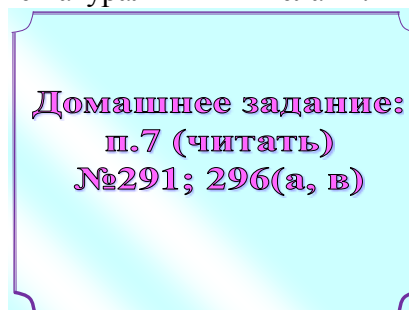 Домашнее задание:
п.7 (читать)
№291; 296(а, в)